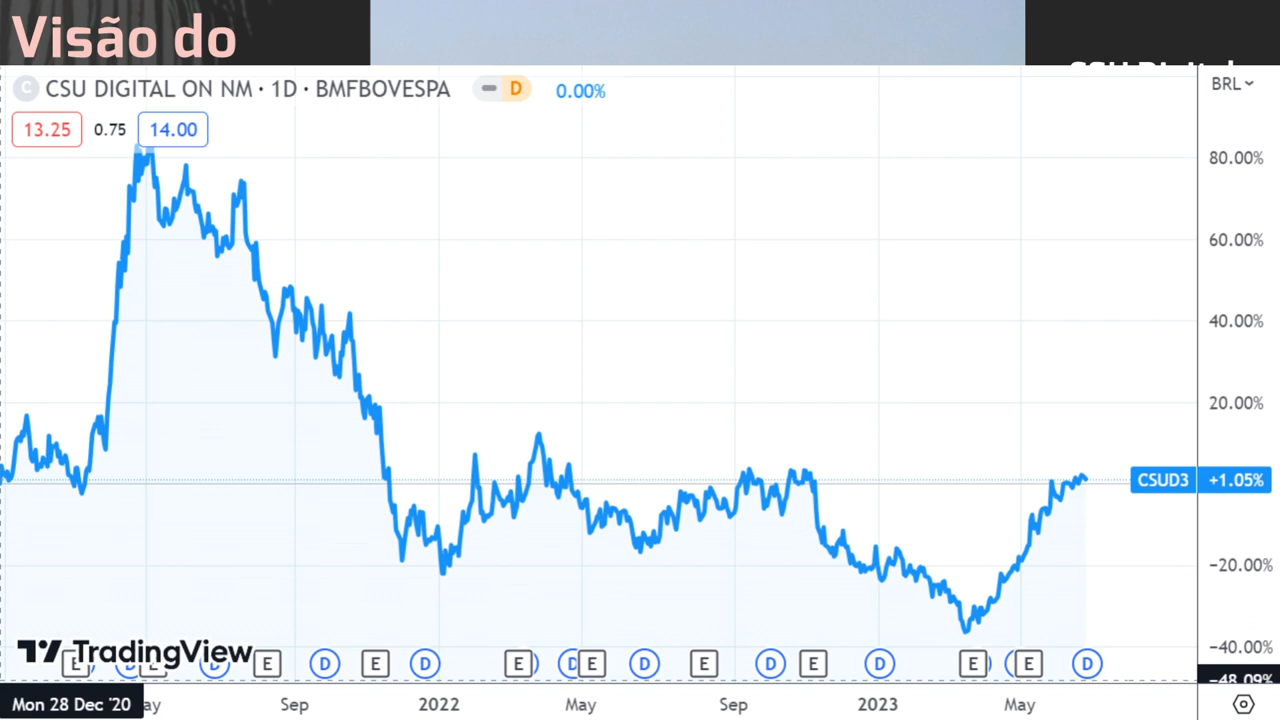 Visão do
CSU DIGITAL ON NM · 1D · BMFBOVESPA
D
0.00%
BRL
13.25
0.75
14.00
80.00%
60.00%
40.00%
20.00%
CSUD3
+1.05%
−20.00%
−40.00%
−48.09%
TradingView
E D E D E D E D E D E D E D E D E E D
Mon 28 Dec '20
Sep
2022
May
Sep
2023
May